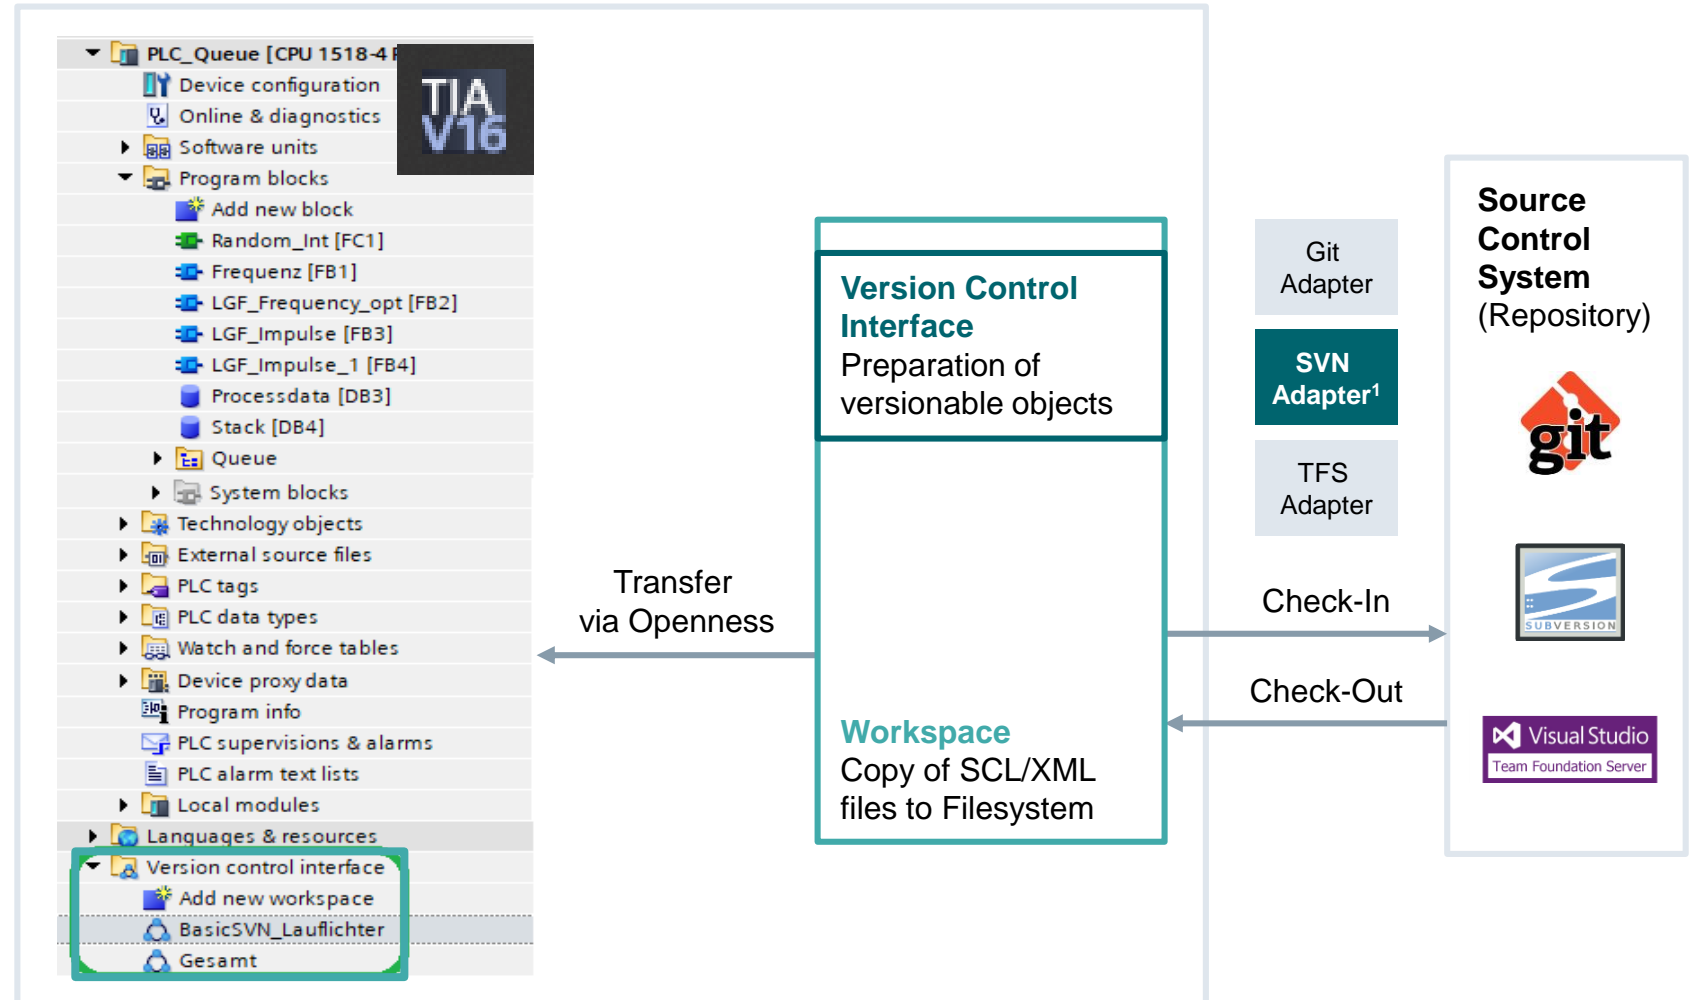 PLC_Queue [CPU 1518-4
TIA
V16
Device configuration
Online & diagnostics
Software units
Program blocks
Add new block
Random_Int [FC1]
Frequenz [FB1]
LGF_Frequency_opt [FB2]
LGF_Impulse [FB3]
LGF_Impulse_1 [FB4]
Processdata [DB3]
Stack [DB4]
Queue
System blocks
Technology objects
External source files
PLC tags
PLC data types
Watch and force tables
Device proxy data
Program info
PLC supervisions & alarms
PLC alarm text lists
Local modules
Languages & resources
Version control interface
Add new workspace
BasicSVN_Lauflichter
Gesamt
Transfer
via Openness
Version Control
Interface
Preparation of
versionable objects
Workspace
Copy of SCL/XML
files to Filesystem
Git
Adapter
SVN
Adapter¹
TFS
Adapter
Check-In
Check-Out
Source
Control
System
(Repository)
git
SUBVERSION
Visual Studio
Team Foundation Server